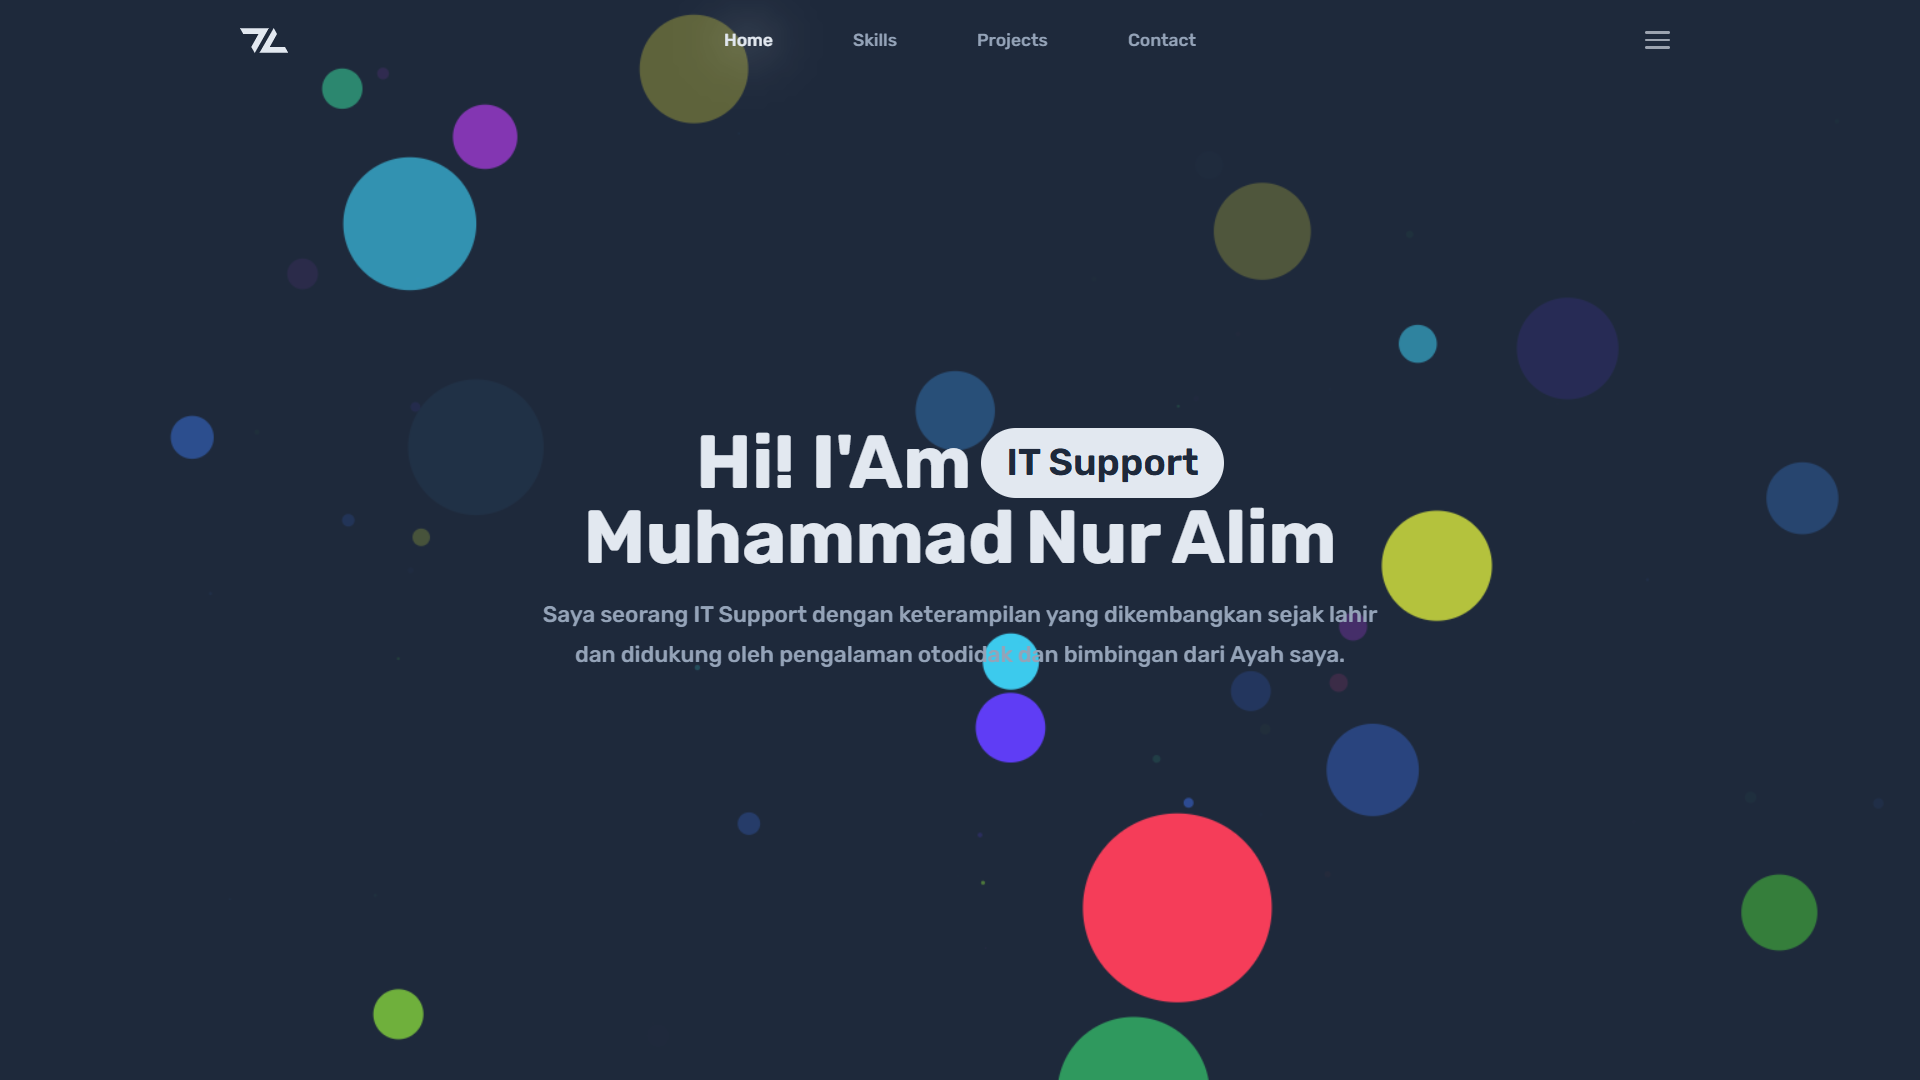 Home
Skills
Projects
Contact
Hi! I'Am IT Support
Muhammad Nur Alim
Saya seorang IT Support dengan keterampilan yang dikembangkan sejak lahir
dan didukung oleh pengalaman otodidak dan bimbingan dari Ayah saya.